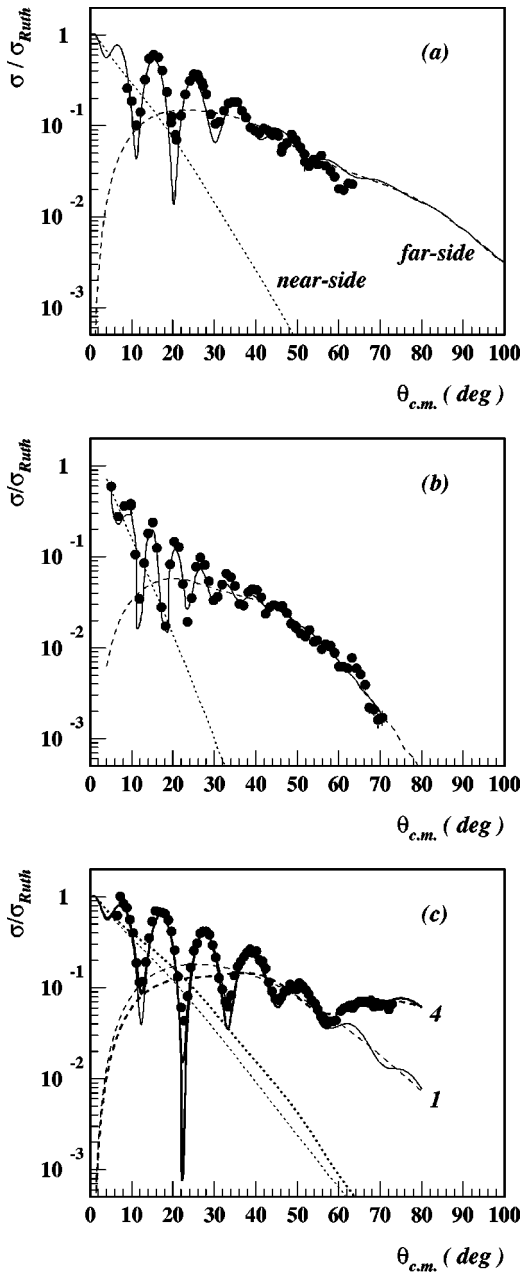 σ / σRuth
(a)
1
10⁻¹
10⁻²
10⁻³
near-side
far-side
0 10 20 30 40 50 60 70 80 90 100
θc.m. ( deg )
σ/σRuth
(b)
1
10⁻¹
10⁻²
10⁻³
0 10 20 30 40 50 60 70 80 90 100
θc.m. ( deg )
σ/σRuth
(c)
1
10⁻¹
4
10⁻²
1
10⁻³
0 10 20 30 40 50 60 70 80 90 100
θc.m. ( deg )